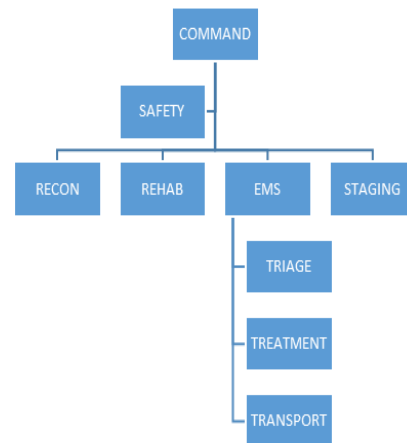 COMMAND
SAFETY
RECON
REHAB
EMS
STAGING
TRIAGE
TREATMENT
TRANSPORT